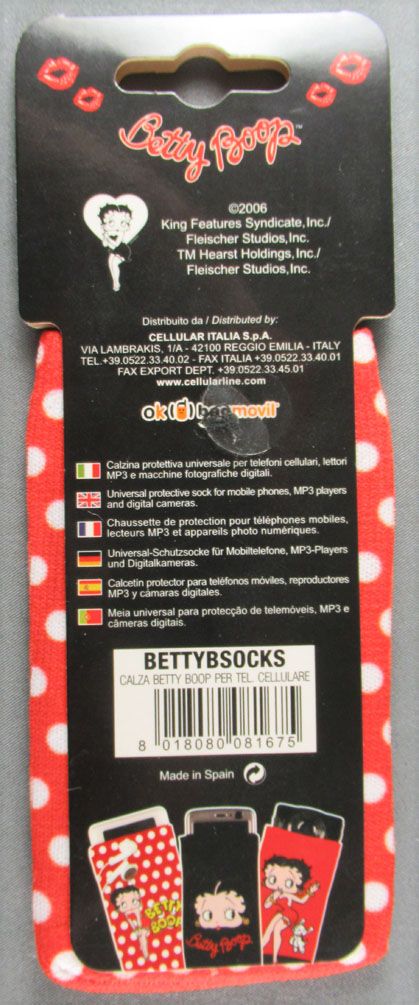 Betty Boop™
©2006
King Features Syndicate, Inc./
Fleischer Studios, Inc.
TM Hearst Holdings, Inc./
Fleischer Studios, Inc.
Distribuito da / Distributed by:
CELLULAR ITALIA S.p.A.
VIA LAMBRAKIS, 1/A - 42100 REGGIO EMILIA - ITALY
TEL.+39.0522.33.40.02 - FAX ITALIA +39.0522.33.40.01
FAX EXPORT DEPT. +39.0522.33.45.01
www.cellularline.com
movil
Calzina protettiva universale per telefoni cellulari, lettori
MP3 e macchine fotografiche digitali.
Universal protective sock for mobile phones, MP3 players
and digital cameras.
Chaussette de protection pour téléphones mobiles,
lecteurs MP3 et appareils photo numériques.
Universal-Schutzsocke für Mobiltelefone, MP3-Players
und Digitalkameras.
Calcetin protector para teléfonos móviles, reproductores
MP3 y cámaras digitales.
Meia universal para protecção de telemóveis, MP3 e
câmeras digitais.
BETTYBSOCKS
CALZA BETTY BOOP PER TEL. CELLULARE
8 018080 081675
Made in Spain
BETTY
BOOP
Betty Boop